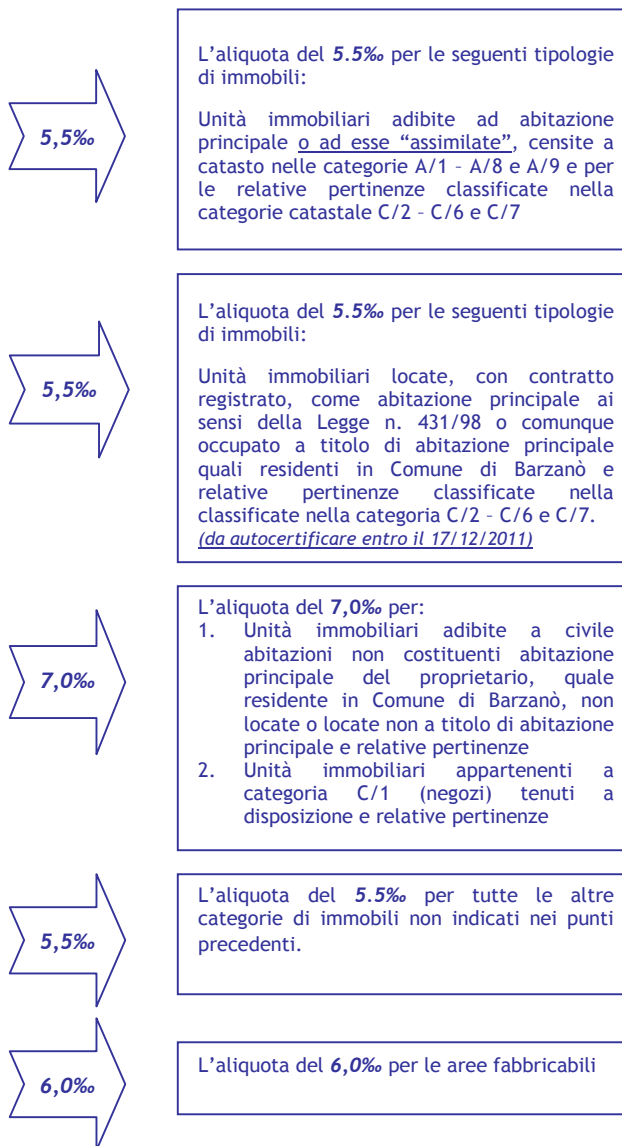 5,5‰
L’aliquota del 5.5‰ per le seguenti tipologie
di immobili:
Unità immobiliari adibite ad abitazione
principale o ad esse “assimilate”, censite a
catasto nelle categorie A/1 – A/8 e A/9 e per
le relative pertinenze classificate nella
categorie catastale C/2 – C/6 e C/7
5,5‰
L’aliquota del 5.5‰ per le seguenti tipologie
di immobili:
Unità immobiliari locate, con contratto
registrato, come abitazione principale ai
sensi della Legge n. 431/98 o comunque
occupato a titolo di abitazione principale
quali residenti in Comune di Barzanò e
relative pertinenze classificate nella
classificate nella categoria C/2 – C/6 e C/7.
(da autocertificare entro il 17/12/2011)
7,0‰
L’aliquota del 7,0‰ per:
1. Unità immobiliari adibite a civile
abitazioni non costituenti abitazione
principale del proprietario, quale
residente in Comune di Barzanò, non
locate o locate non a titolo di abitazione
principale e relative pertinenze
2. Unità immobiliari appartenenti a
categoria C/1 (negozi) tenuti a
disposizione e relative pertinenze
5,5‰
L’aliquota del 5.5‰ per tutte le altre
categorie di immobili non indicati nei punti
precedenti.
6,0‰
L’aliquota del 6,0‰ per le aree fabbricabili